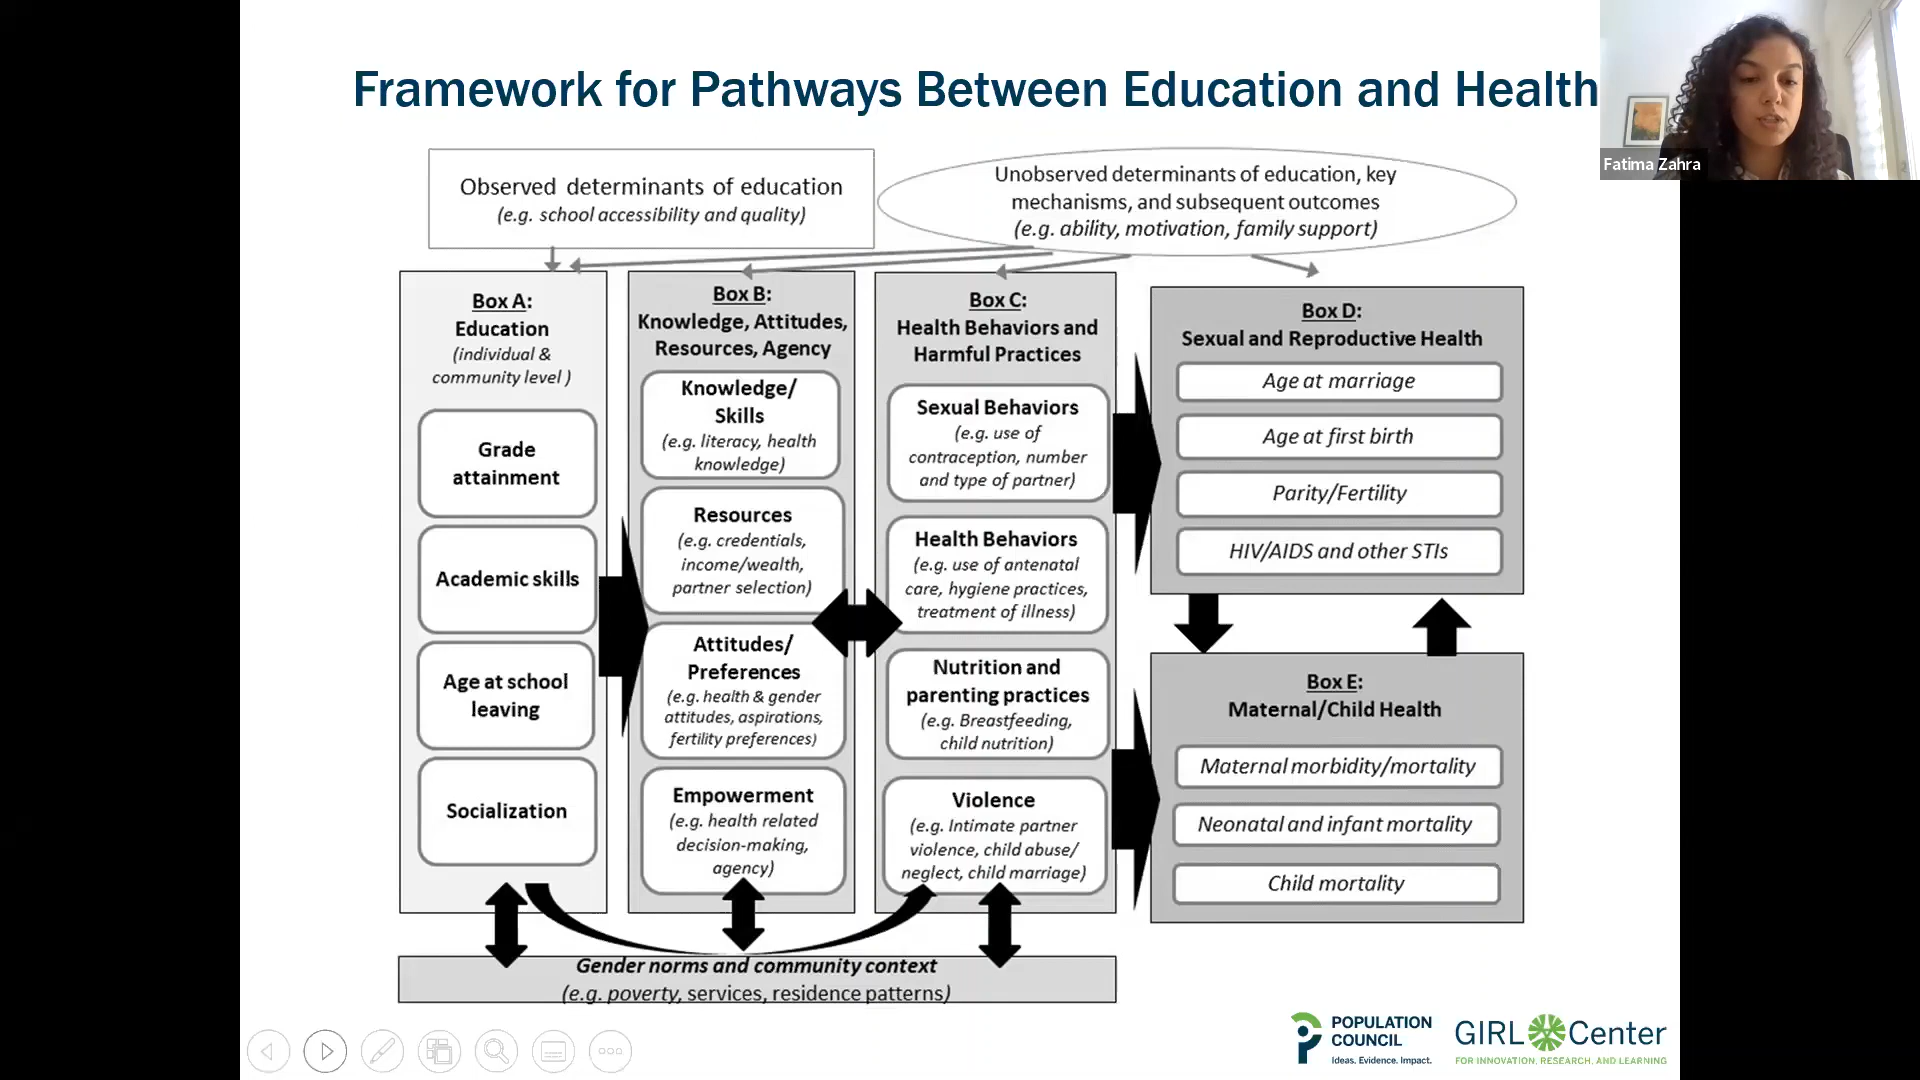 Framework for Pathways Between Education and Health
Fatima Zahra
Observed determinants of education
(e.g. school accessibility and quality)
Unobserved determinants of education, key
mechanisms, and subsequent outcomes
(e.g. ability, motivation, family support)
Box A:
Education
(individual &
community level )
Grade
attainment
Academic skills
Age at school
leaving
Socialization
Box B:
Knowledge, Attitudes,
Resources, Agency
Knowledge/
Skills
(e.g. literacy, health
knowledge)
Resources
(e.g. credentials,
income/wealth,
partner selection)
Attitudes/
Preferences
(e.g. health & gender
attitudes, aspirations,
fertility preferences)
Empowerment
(e.g. health related
decision-making,
agency)
Box C:
Health Behaviors and
Harmful Practices
Sexual Behaviors
(e.g. use of
contraception, number
and type of partner)
Health Behaviors
(e.g. use of antenatal
care, hygiene practices,
treatment of illness)
Nutrition and
parenting practices
(e.g. Breastfeeding,
child nutrition)
Violence
(e.g. Intimate partner
violence, child abuse/
neglect, child marriage)
Box D:
Sexual and Reproductive Health
Age at marriage
Age at first birth
Parity/Fertility
HIV/AIDS and other STIs
Box E:
Maternal/Child Health
Maternal morbidity/mortality
Neonatal and infant mortality
Child mortality
Gender norms and community context
(e.g. poverty, services, residence patterns)
POPULATION
COUNCIL
Ideas. Evidence. Impact.
GIRL Center
FOR INNOVATION, RESEARCH, AND LEARNING